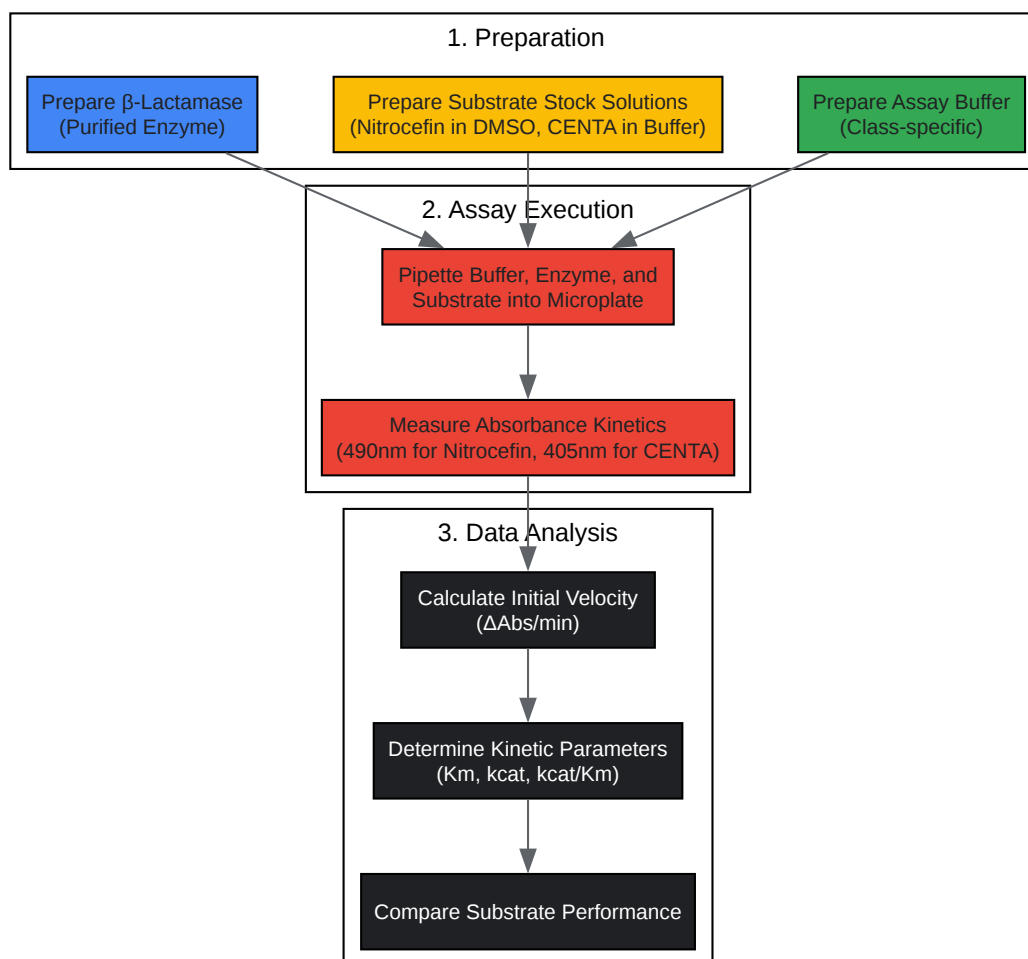 1. Preparation
Prepare β-Lactamase
(Purified Enzyme)
Prepare Substrate Stock Solutions
(Nitrocefin in DMSO, CENTA in Buffer)
Prepare Assay Buffer
(Class-specific)
2. Assay Execution
Pipette Buffer, Enzyme, and
Substrate into Microplate
Measure Absorbance Kinetics
(490nm for Nitrocefin, 405nm for CENTA)
3. Data Analysis
Calculate Initial Velocity
(ΔAbs/min)
Determine Kinetic Parameters
(Km, kcat, kcat/Km)
Compare Substrate Performance